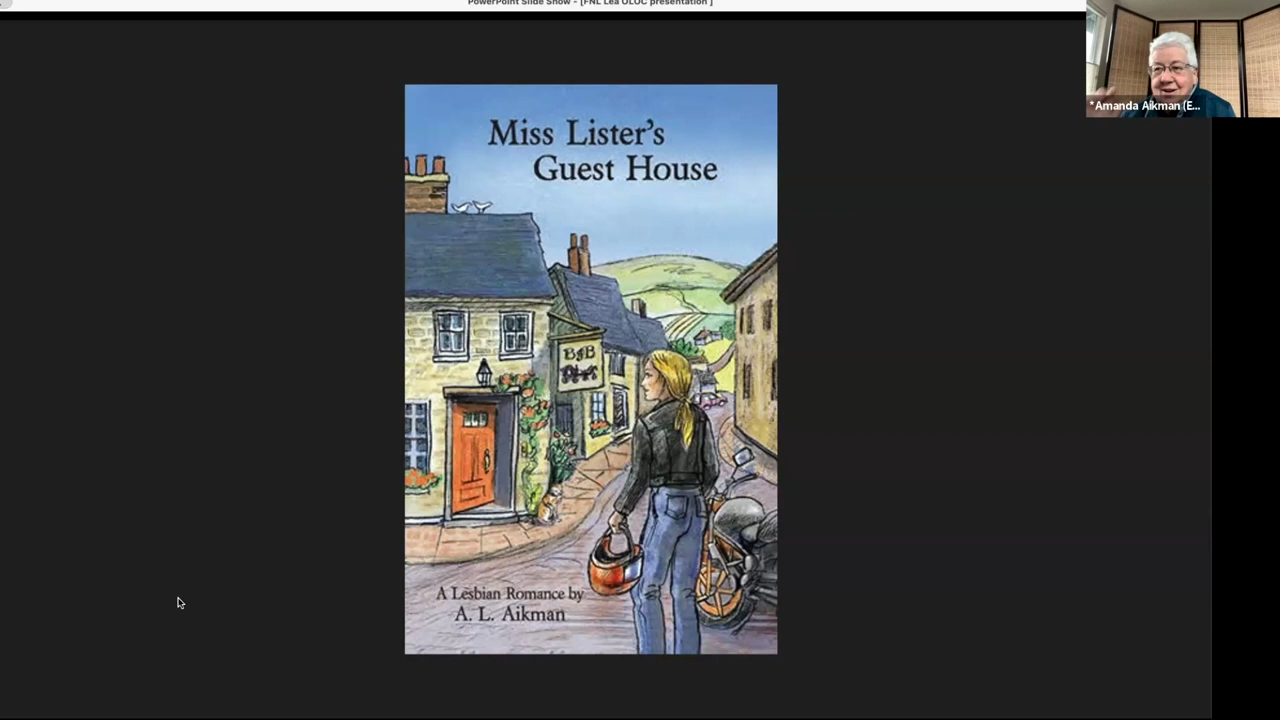 PowerPoint Slide Show - [FNL Lea OLOC presentation ]
*Amanda Aikman (E...
Miss Lister's
Guest House
B&B
A Lesbian Romance by
A. L. Aikman